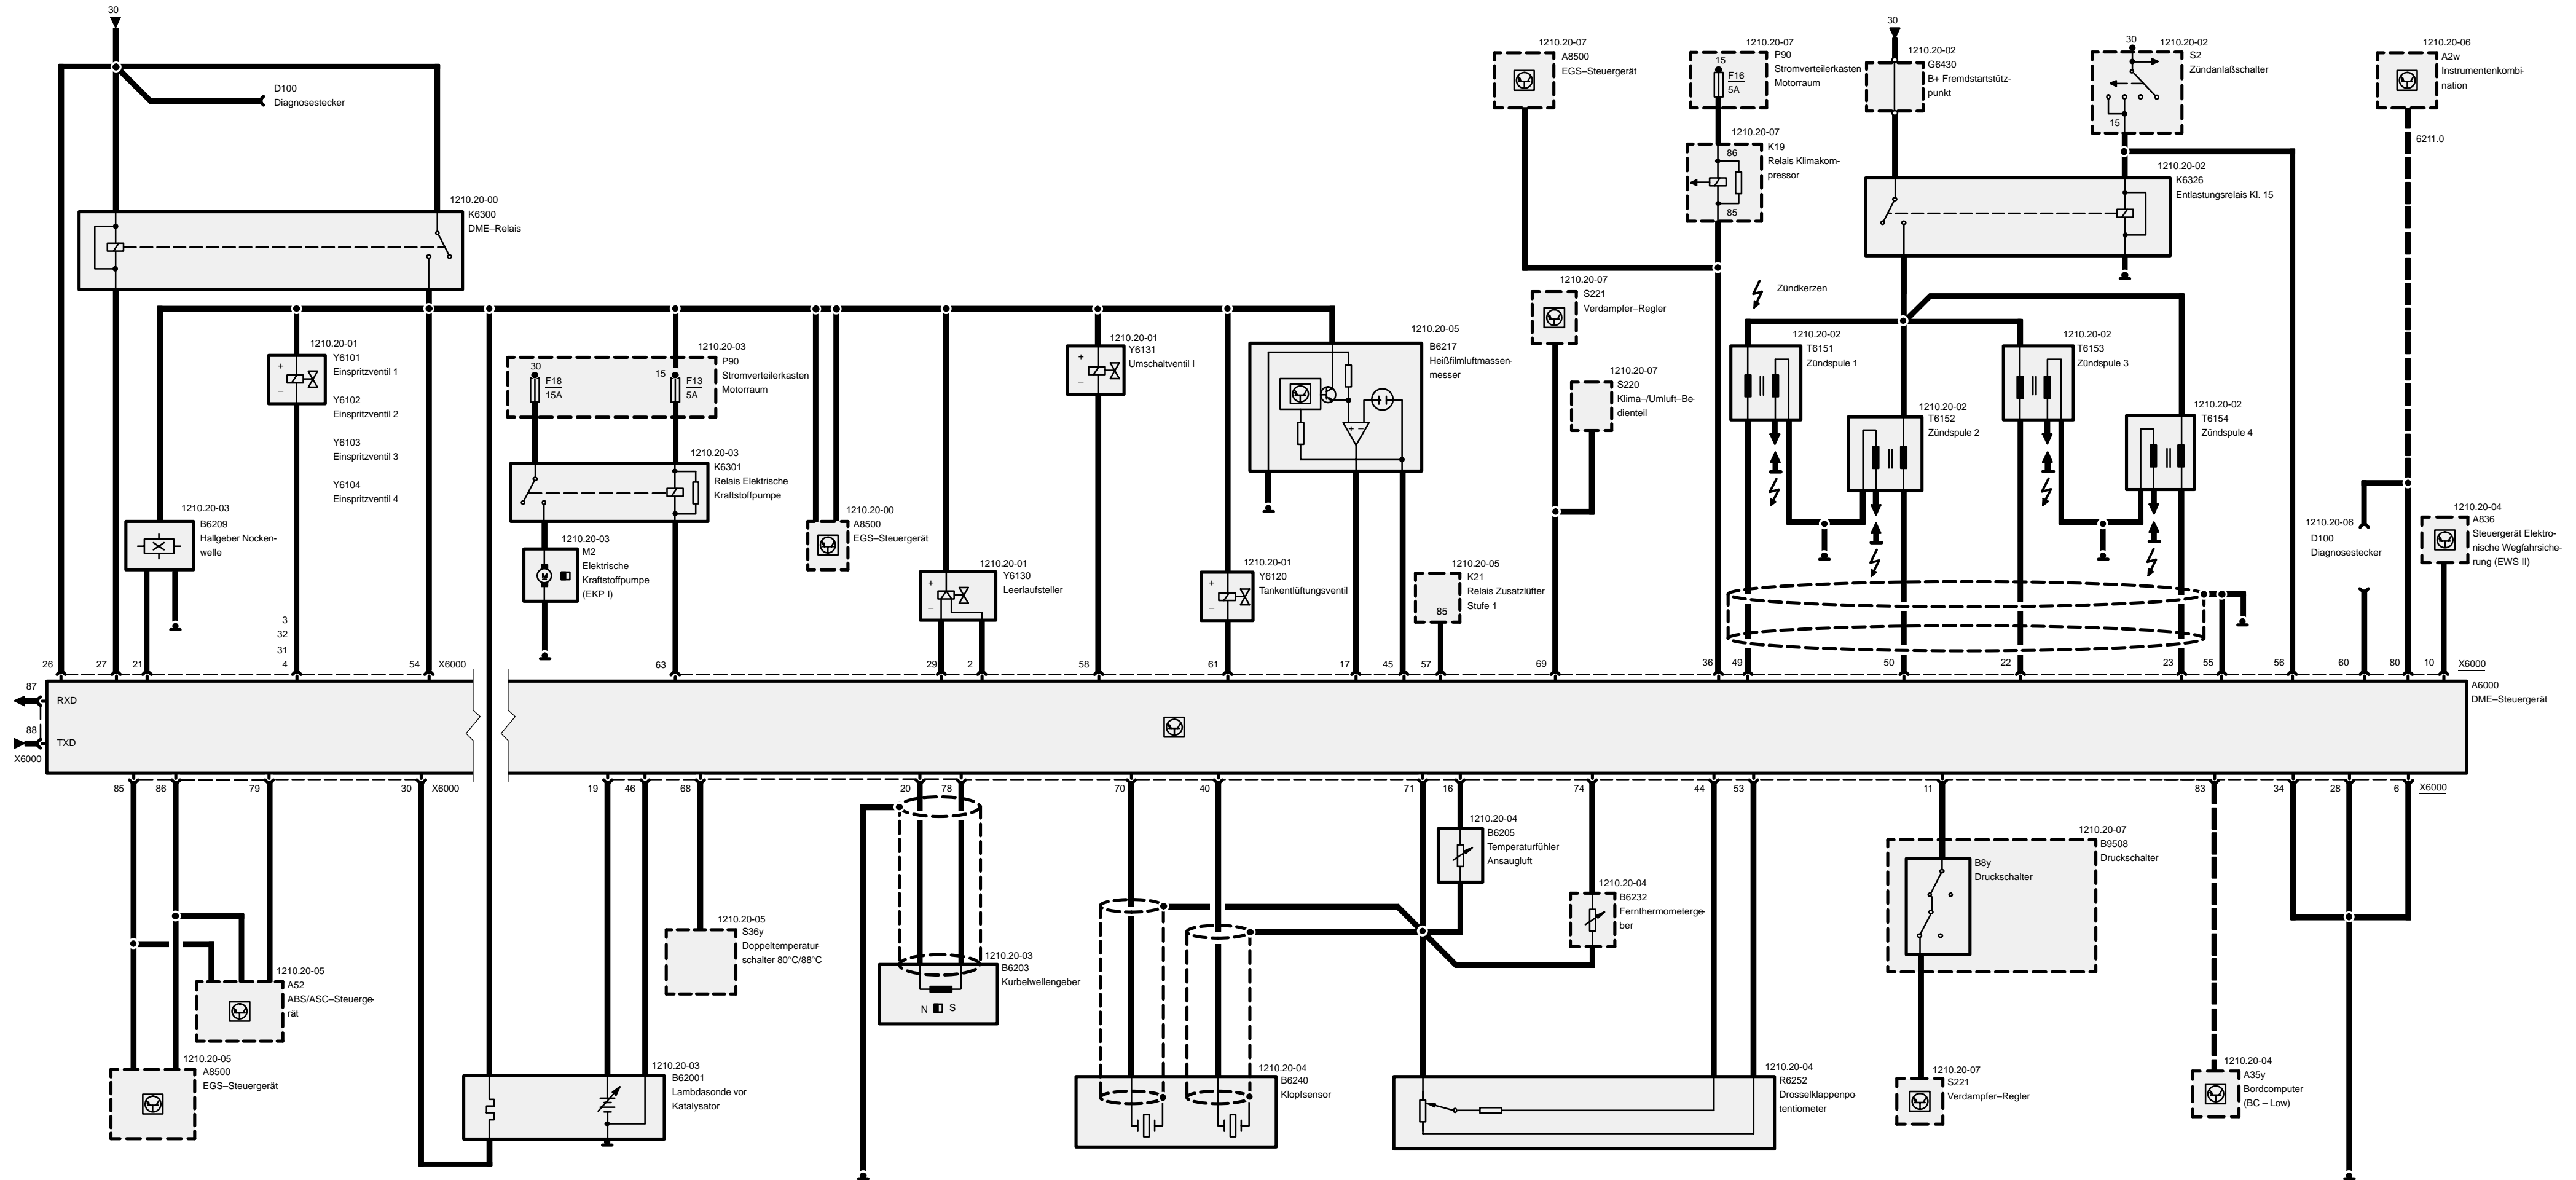 30
D100
Diagnosestecker
1210.20-00
K6300
DME–Relais
1210.20-07
A8500
EGS–Steuergerät
1210.20-07
P90
Stromverteilerkasten
Motorraum
15
F16
5A
1210.20-07
K19
Relais Klimakom-
pressor
86
85
30
1210.20-02
G6430
B+ Fremdstartstütz-
punkt
30
1210.20-02
S2
Zündanlaßschalter
15
1210.20-02
K6326
Entlastungsrelais Kl. 15
1210.20-06
A2w
Instrumentenkombi-
nation
6211.0
1210.20-01
Y6101
Einspritzventil 1
Y6102
Einspritzventil 2
Y6103
Einspritzventil 3
Y6104
Einspritzventil 4
+
–
1210.20-03
P90
Stromverteilerkasten
Motorraum
30
F18
15A
15
F13
5A
1210.20-03
K6301
Relais Elektrische
Kraftstoffpumpe
1210.20-03
M2
Elektrische
Kraftstoffpumpe
(EKP I)
M
1210.20-03
B6209
Hallgeber Nocken-
welle
1210.20-00
A8500
EGS–Steuergerät
1210.20-01
Y6130
Leerlaufsteller
+
–
1210.20-01
Y6131
Umschaltventil I
+
–
1210.20-01
Y6120
Tankentlüftungsventil
+
–
1210.20-05
B6217
Heißfilmluftmassen-
messer
+ –
1210.20-05
K21
Relais Zusatzlüfter
Stufe 1
85
1210.20-07
S221
Verdampfer–Regler
1210.20-07
S220
Klima–/Umluft–Be-
dienteil
Zündkerzen
1210.20-02
T6151
Zündspule 1
1210.20-02
T6152
Zündspule 2
1210.20-02
T6153
Zündspule 3
1210.20-02
T6154
Zündspule 4
1210.20-06
D100
Diagnosestecker
1210.20-04
A836
Steuergerät Elektro-
nische Wegfahrsiche-
rung (EWS II)
3
32
31
26 27 21 4 54 X6000 63 29 2 58 61 17 45 57 69 36 49 50 22 23 55 56 60 80 10 X6000
87
RXD
88
TXD
X6000
A6000
DME–Steuergerät
85 86 79 30 X6000 19 46 68 20 78 70 40 71 16 74 44 53 11 83 34 28 6 X6000
1210.20-05
A52
ABS/ASC–Steuerge-
rät
1210.20-05
A8500
EGS–Steuergerät
1210.20-03
B62001
Lambdasonde vor
Katalysator
1210.20-05
S36y
Doppeltemperatur-
schalter 80°C/88°C
1210.20-03
B6203
Kurbelwellengeber
N S
1210.20-04
B6240
Klopfsensor
1210.20-04
B6205
Temperaturfühler
Ansaugluft
1210.20-04
B6232
Fernthermometerge-
ber
1210.20-04
R6252
Drosselklappenpo-
tentiometer
1210.20-07
B9508
Druckschalter
B8y
Druckschalter
1210.20-07
S221
Verdampfer–Regler
1210.20-04
A35y
Bordcomputer
(BC – Low)